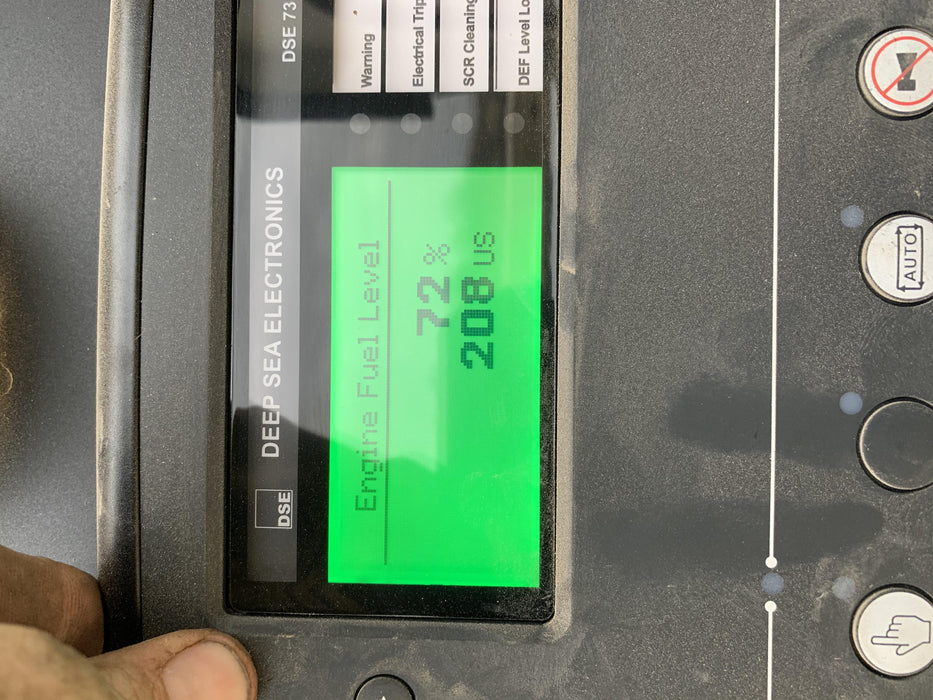 DSE
DEEP SEA ELECTRONICS
DSE 73
Engine Fuel Level
72 %
208 US
Warning
Electrical Trip
SCR Cleaning
DEF Level Lo
AUTO